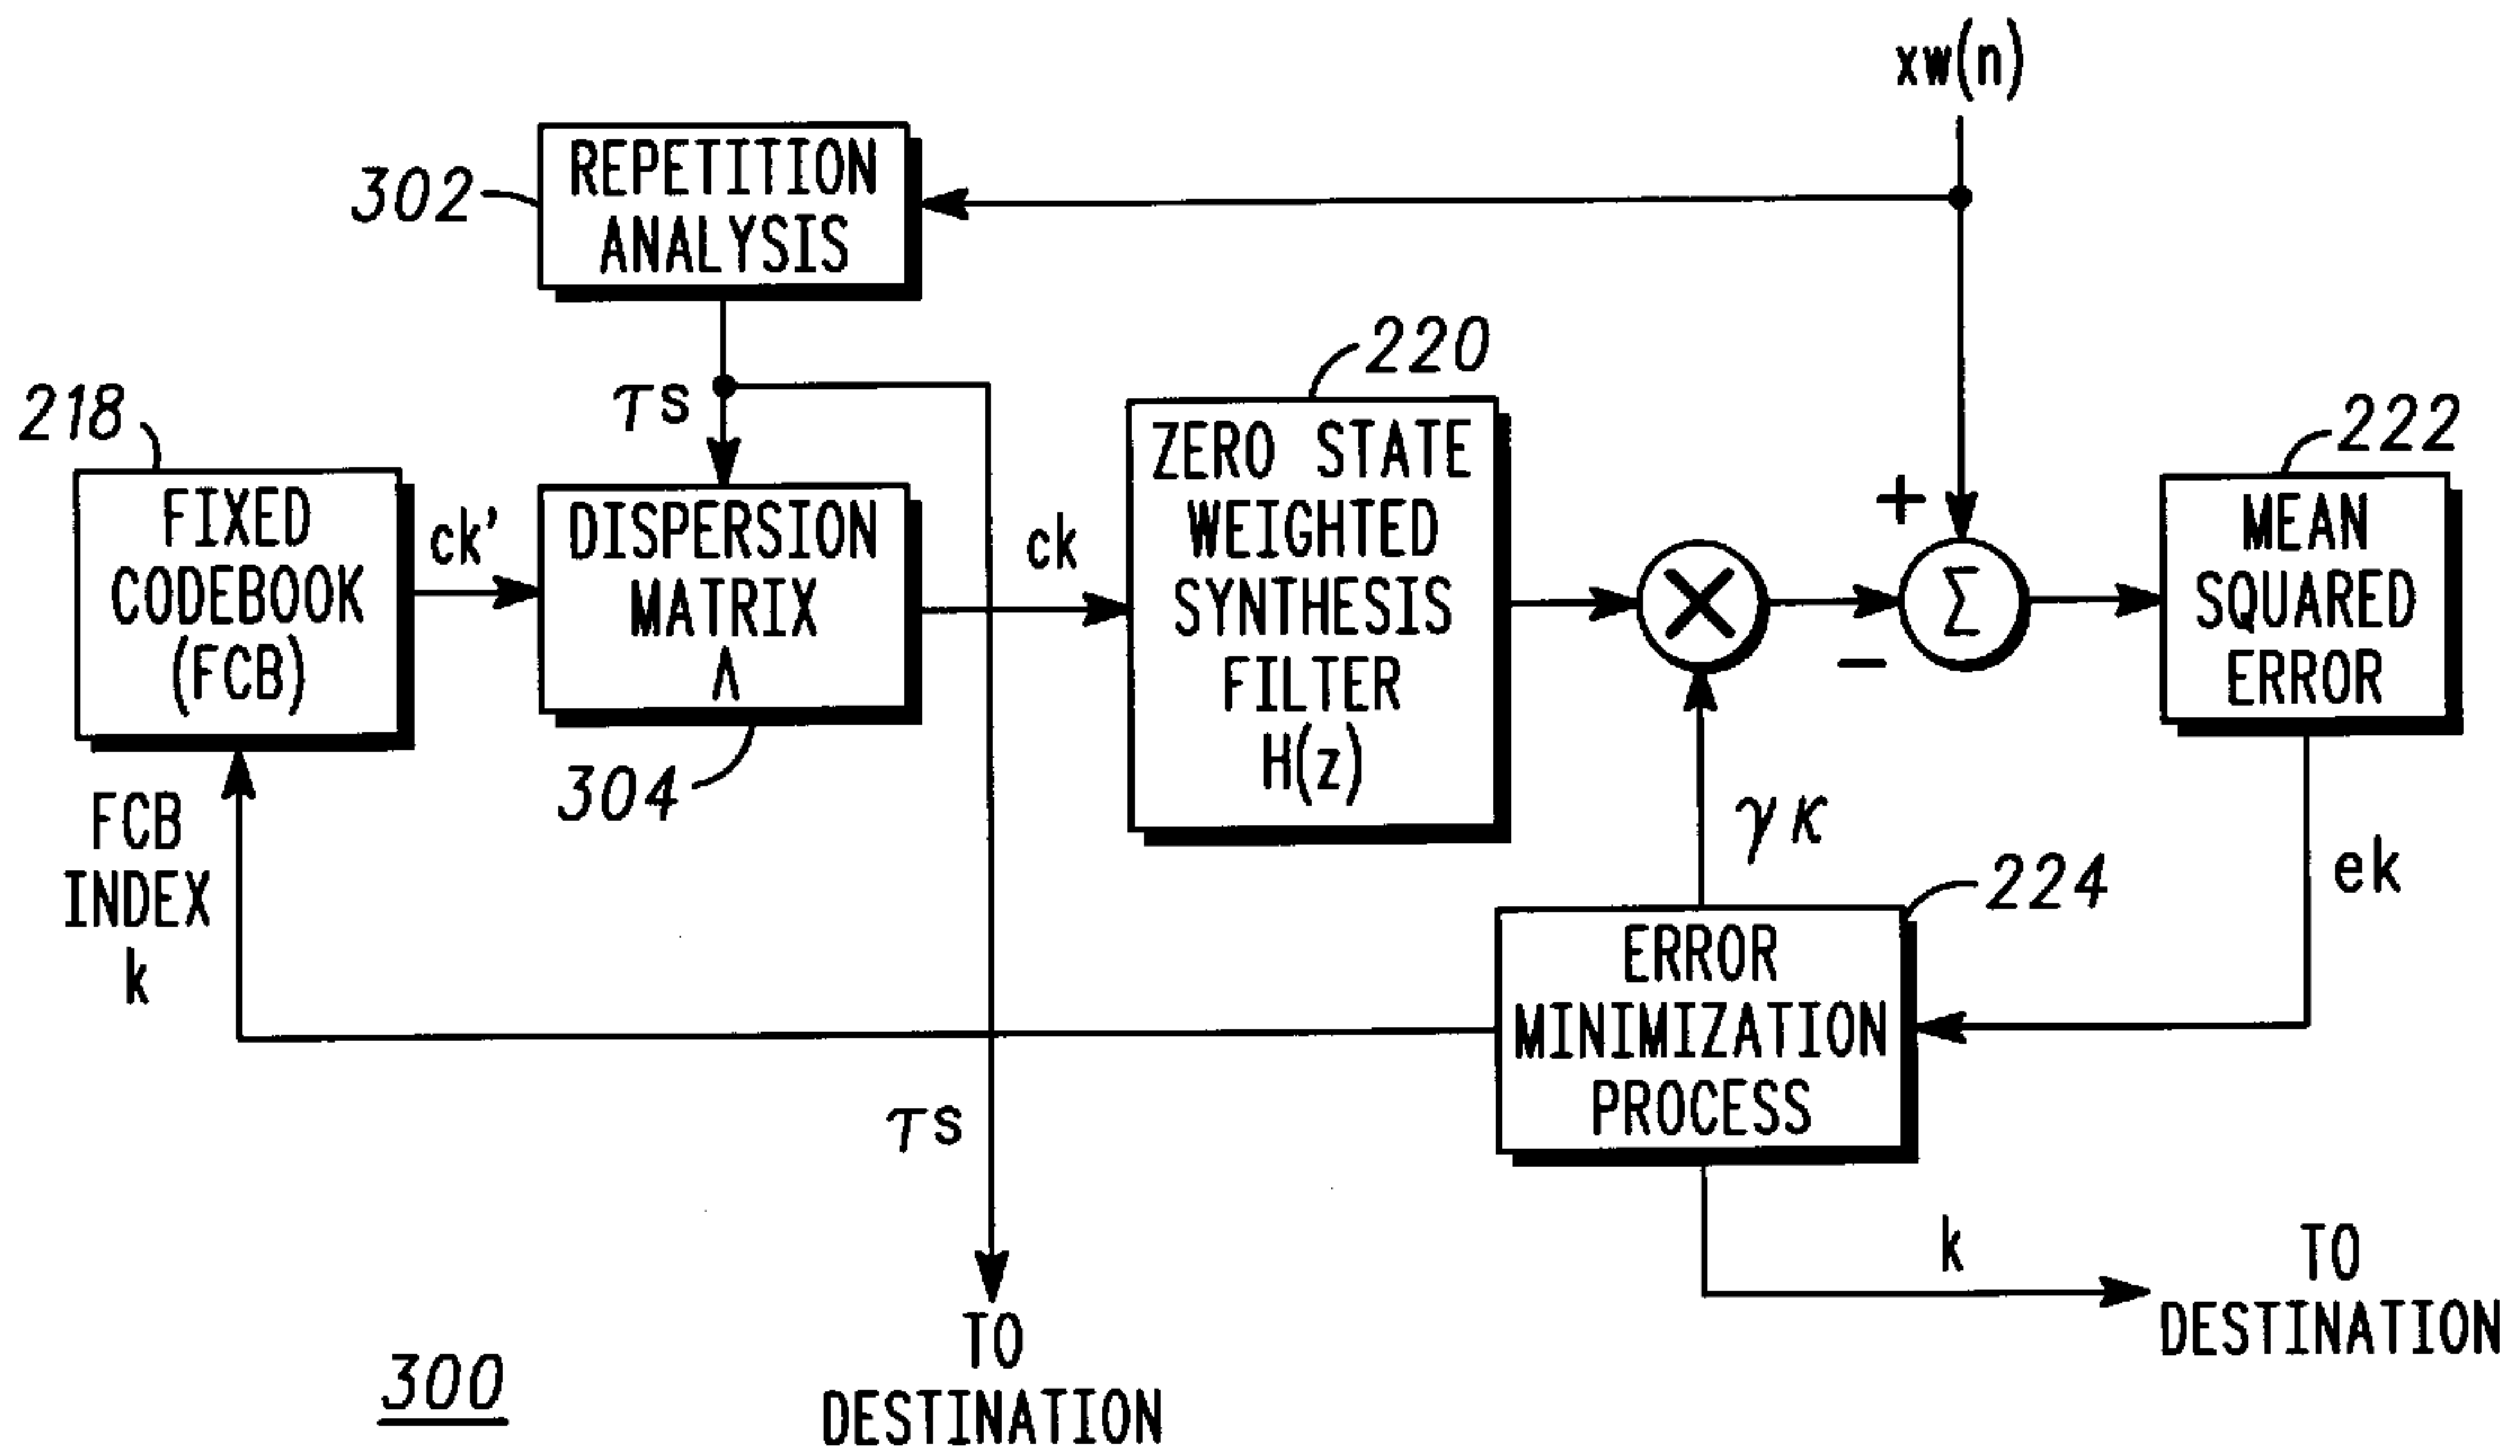 xw(n)
302
REPETITION
ANALYSIS
τs
220
218
222
FIXED
CODEBOOK
(FCB)
ck'
DISPERSION
MATRIX
Λ
304
ck
ZERO STATE
WEIGHTED
SYNTHESIS
FILTER
H(z)
×
+
−
Σ
MEAN
SQUARED
ERROR
γκ
ek
224
FCB
INDEX
k
ERROR
MINIMIZATION
PROCESS
τs
k
TO
DESTINATION
TO
DESTINATION
300